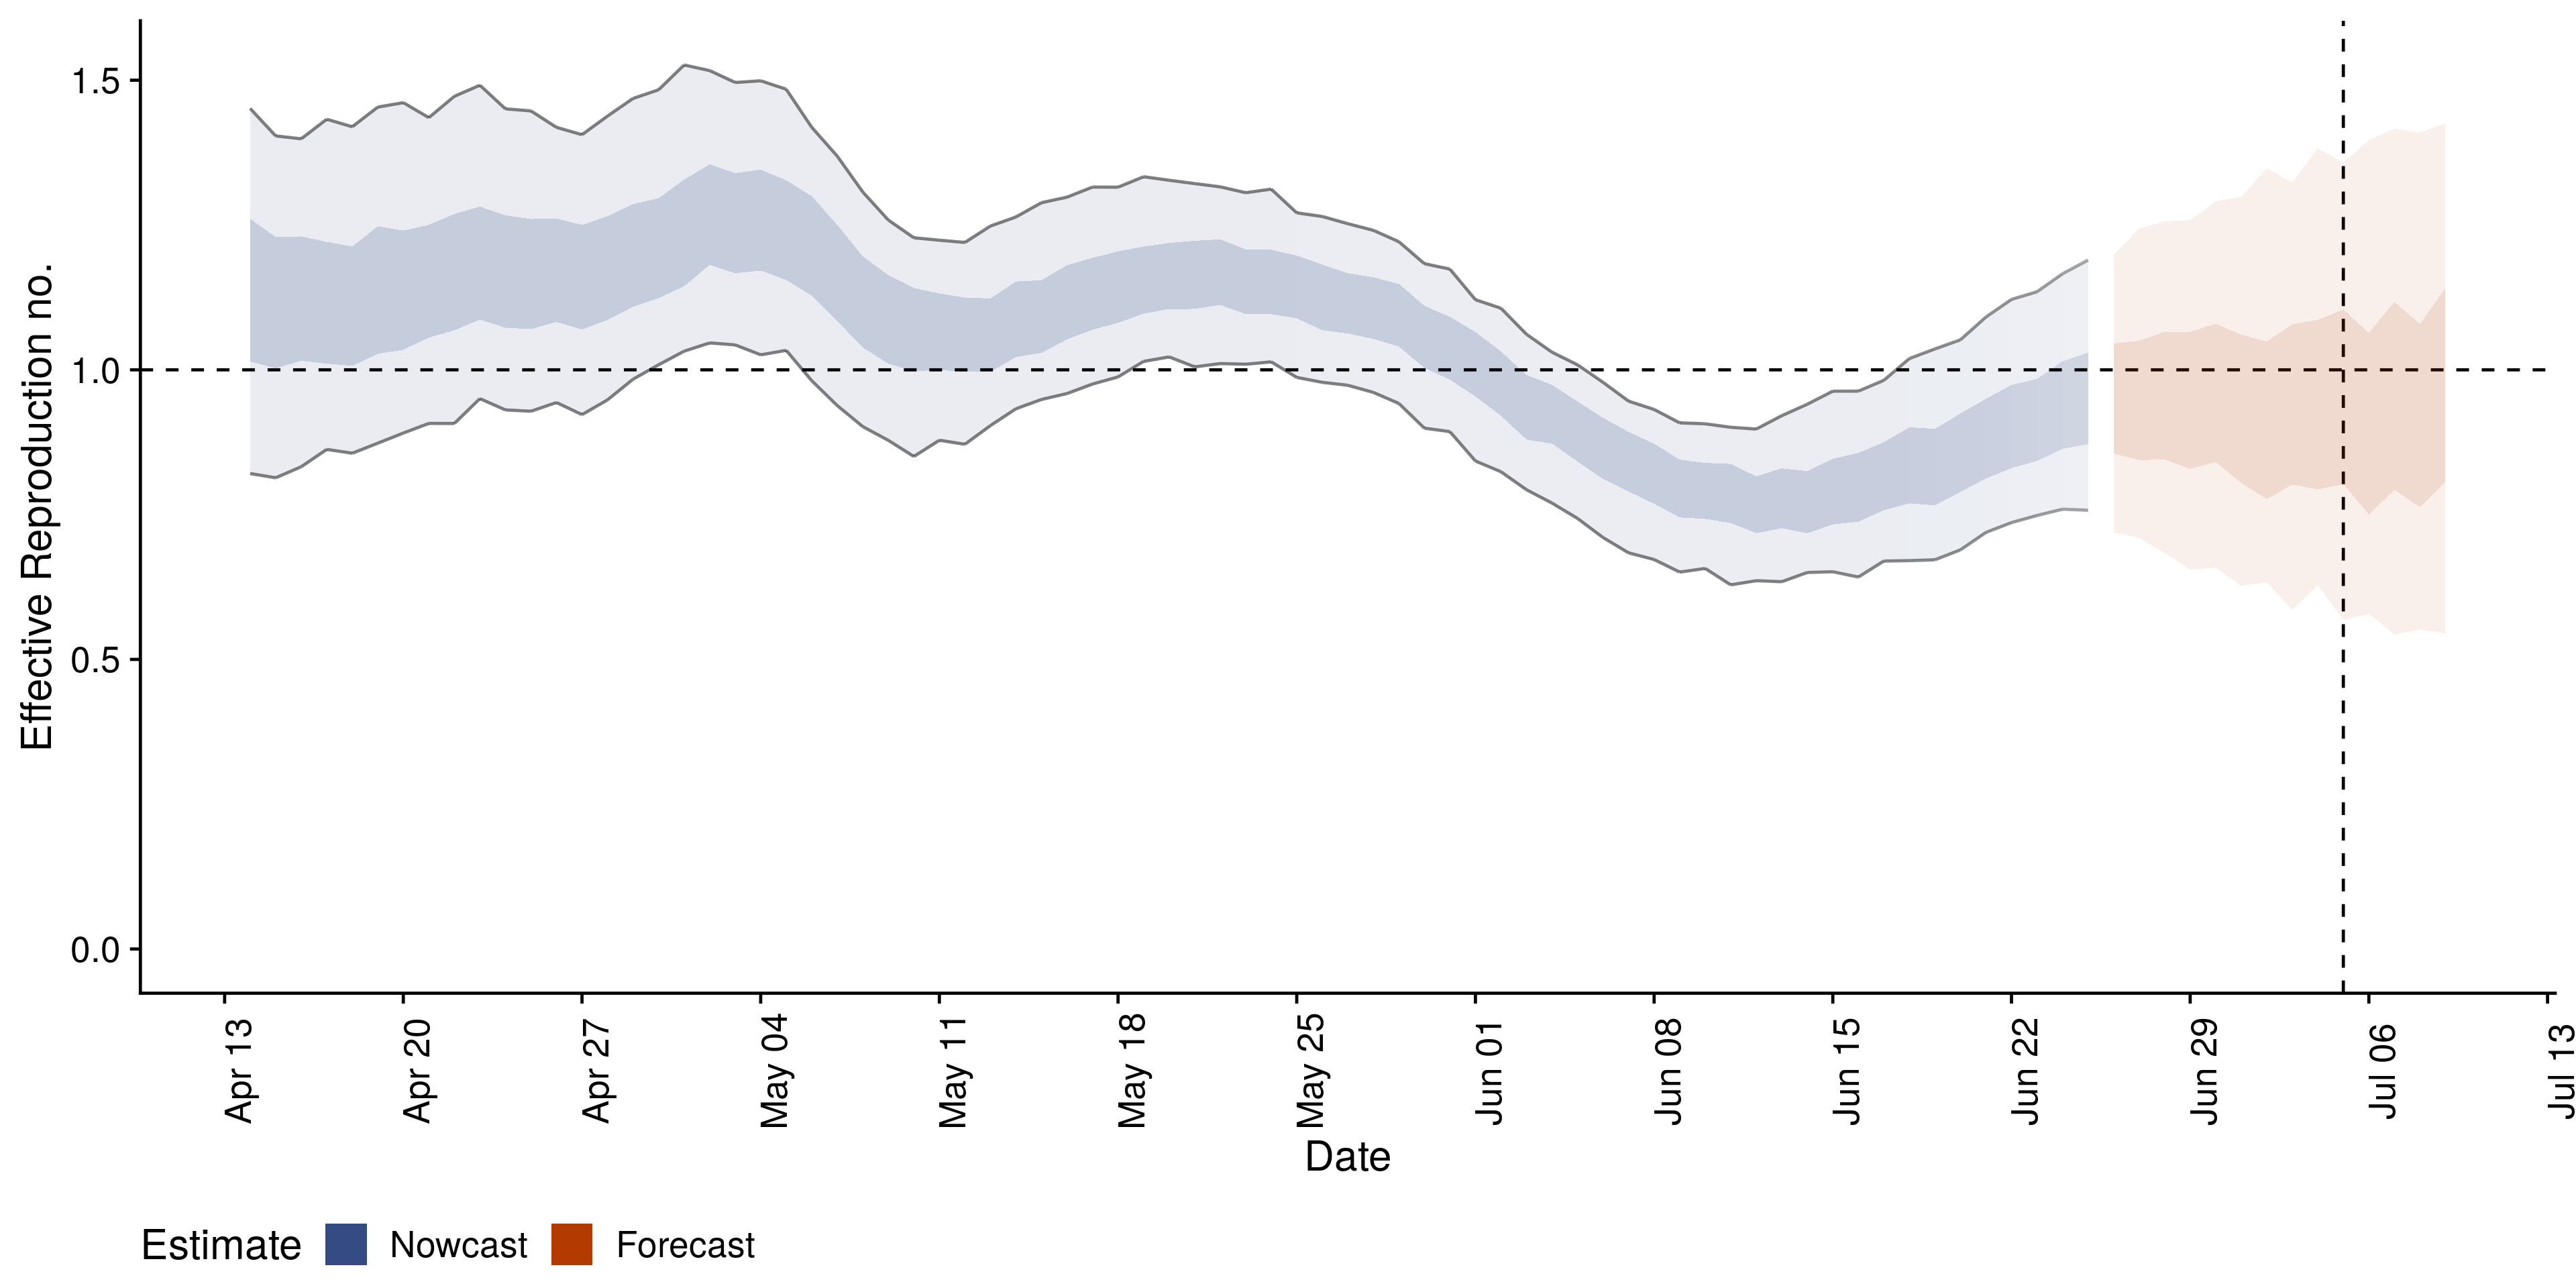 Effective Reproduction no.
1.5
1.0
0.5
0.0
Apr 13
Apr 20
Apr 27
May 04
May 11
May 18
May 25
Jun 01
Jun 08
Jun 15
Jun 22
Jun 29
Jul 06
Jul 13
Date
Estimate Nowcast Forecast